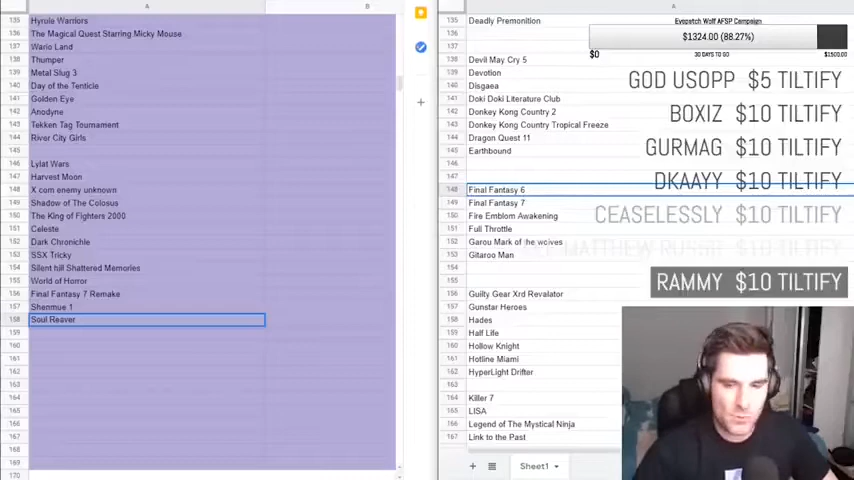 A
B
135 Hyrule Warriors
136 The Magical Quest Starring Micky Mouse
137 Wario Land
138 Thumper
139 Metal Slug 3
140 Day of the Tenticle
141 Golden Eye
142 Anodyne
143 Tekken Tag Tournament
144 River City Girls
145
146 Lylat Wars
147 Harvest Moon
148 X com enemy unknown
149 Shadow of The Colosus
150 The King of Fighters 2000
151 Celeste
152 Dark Chronichle
153 SSX Tricky
154 Silent hill Shattered Memories
155 World of Horror
156 Final Fantasy 7 Remake
157 Shenmue 1
158 Soul Reaver
159
160
161
162
163
164
165
166
167
168
169
170
A
135 Deadly Premonition
136
137
138 Devil May Cry 5
139 Devotion
140 Disgaea
141 Doki Doki Literature Club
142 Donkey Kong Country 2
143 Donkey Kong Country Tropical Freeze
144 Dragon Quest 11
145 Earthbound
146
147
148 Final Fantasy 6
149 Final Fantasy 7
150 Fire Emblom Awakening
151 Full Throttle
152 Garou Mark of the wolves
153 Gitaroo Man
154
155
156 Guilty Gear Xrd Revalator
157 Gunstar Heroes
158 Hades
159 Half Life
160 Hollow Knight
161 Hotline Miami
162 HyperLight Drifter
163
164 Killer 7
165 LISA
166 Legend of The Mystical Ninja
167 Link to the Past
Sheet1
Eyepatch Wolf AFSP Campaign
$1324.00 (88.27%)
$0 30 DAYS TO GO $1500.00
GOD USOPP $5 TILTIFY
BOXIZ $10 TILTIFY
GURMAG $10 TILTIFY
DKAAYY $10 TILTIFY
CEASELESSLY $10 TILTIFY
MATTHEW $10 TILTIFY
RAMMY $10 TILTIFY